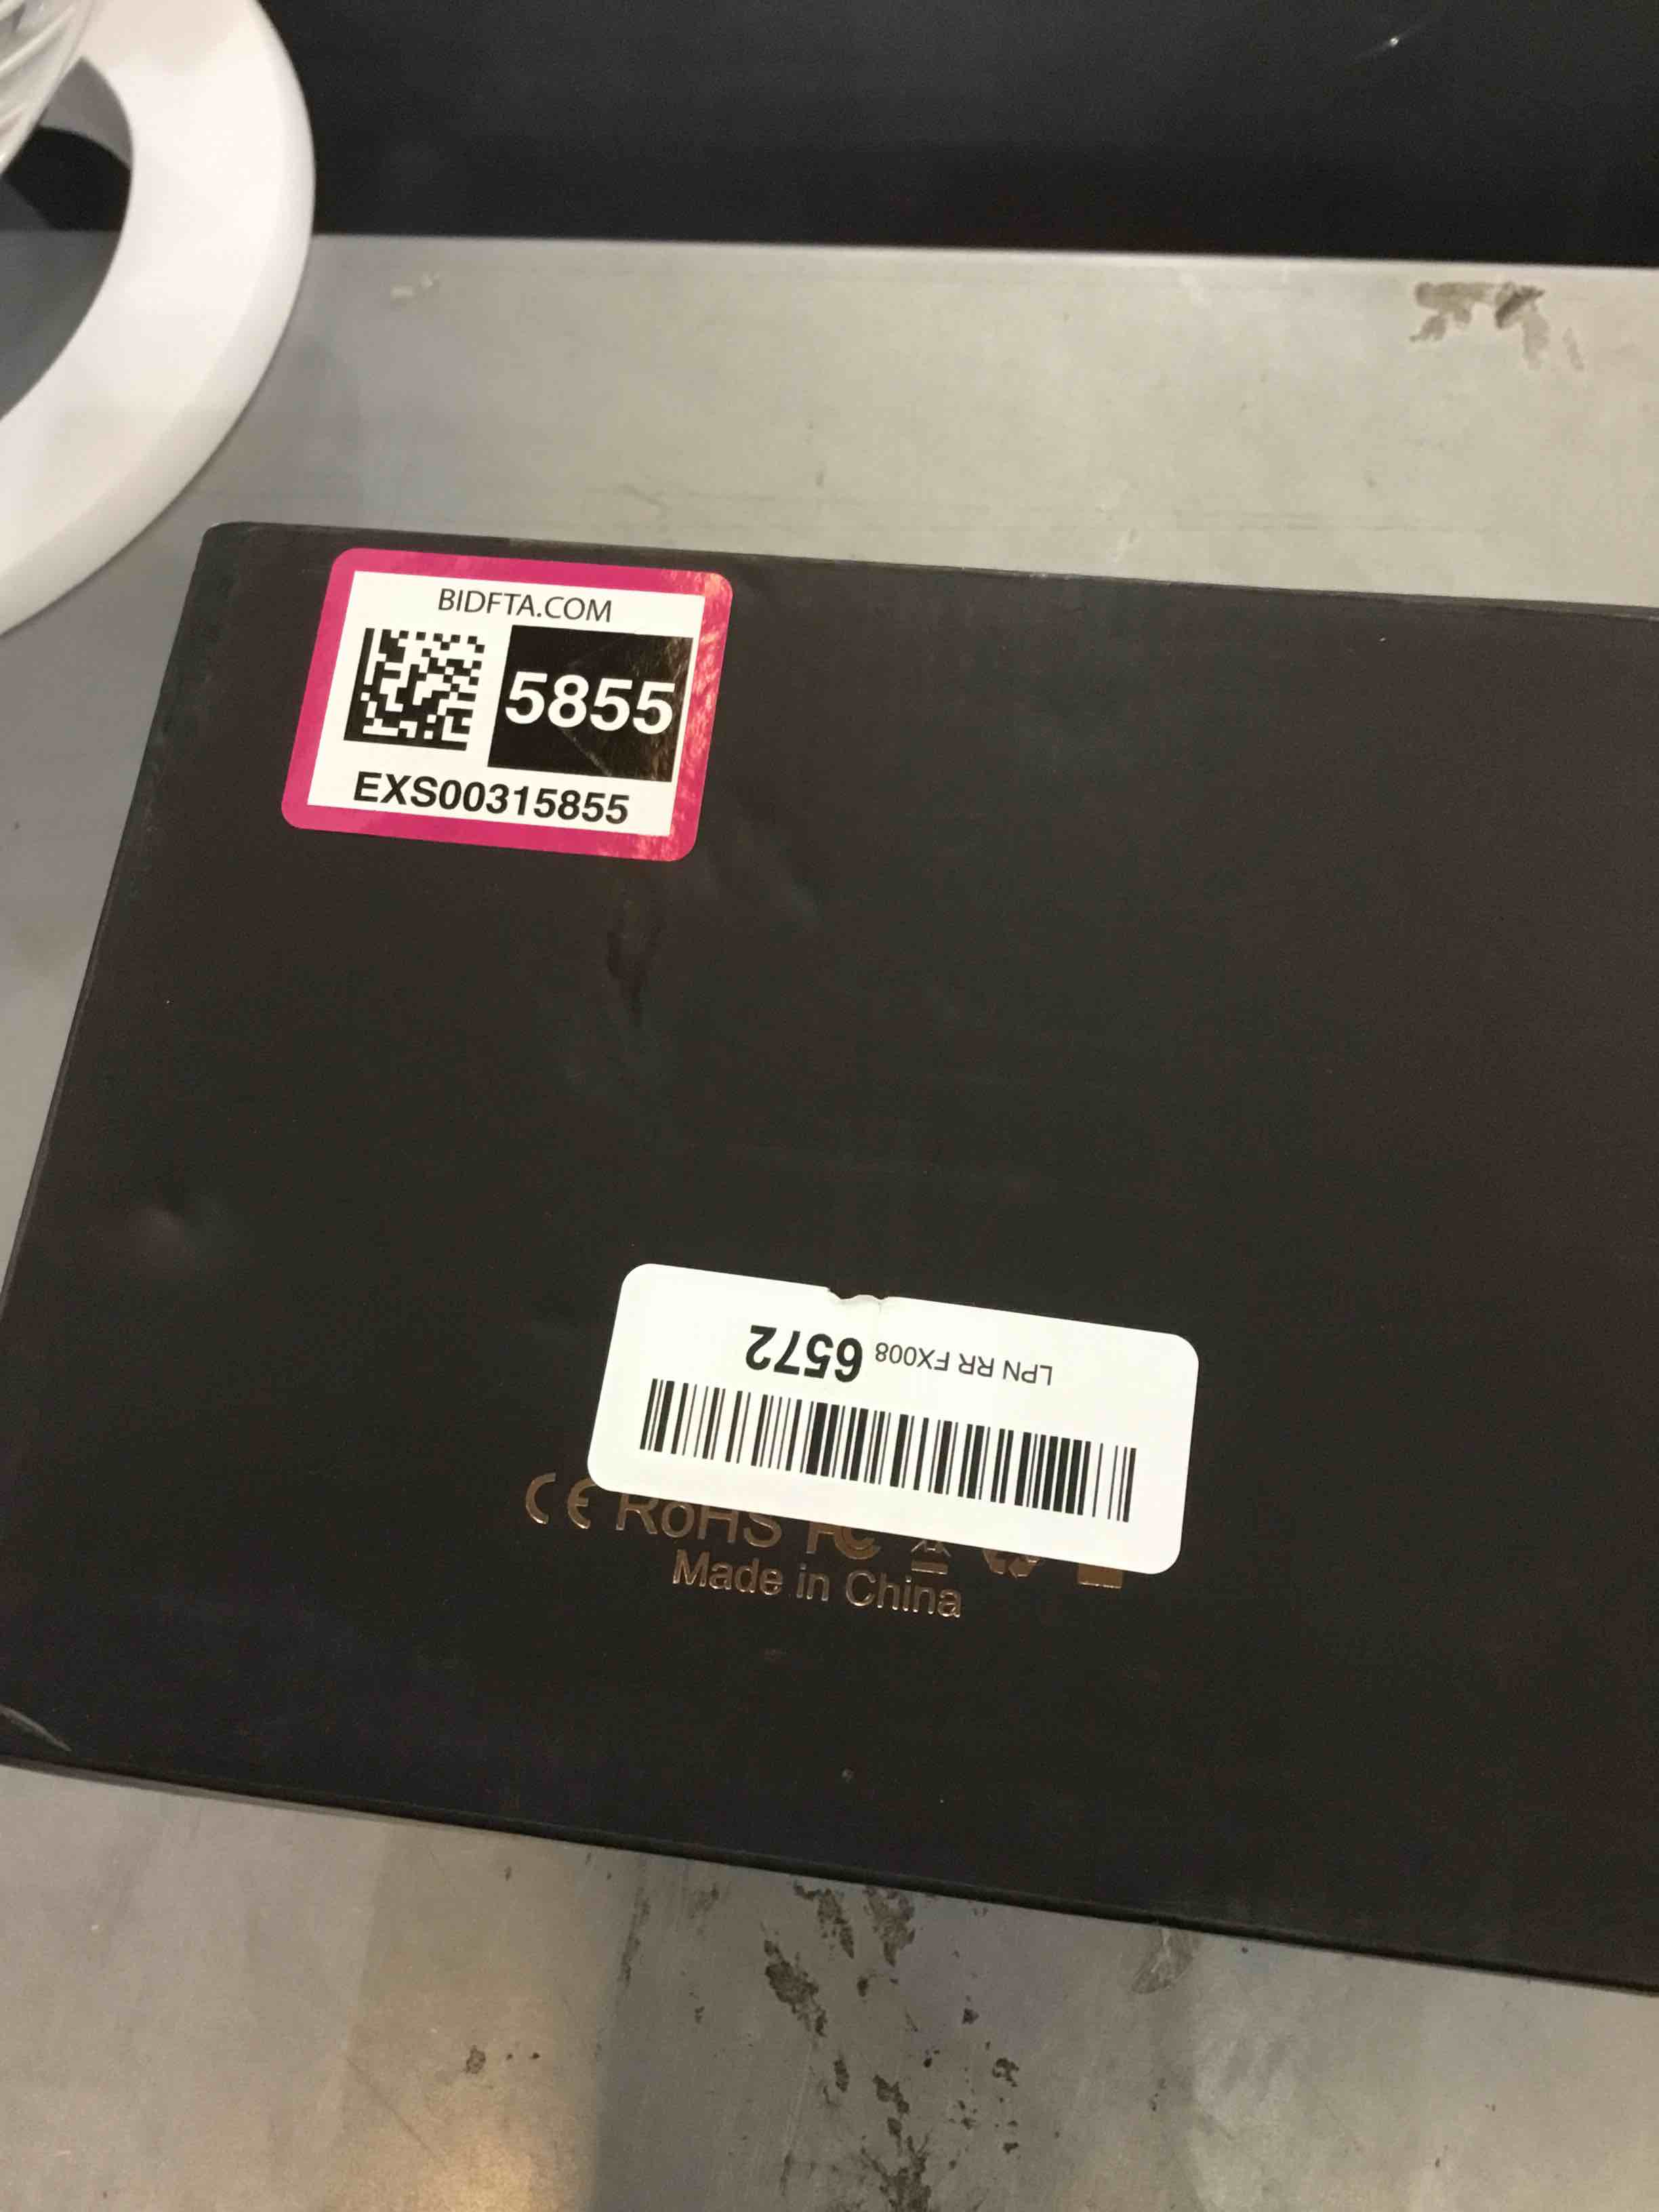 BIDFTA.COM
5855
EXS00315855
LPN RR FX008 6572
CE RoHS FC
Made in China